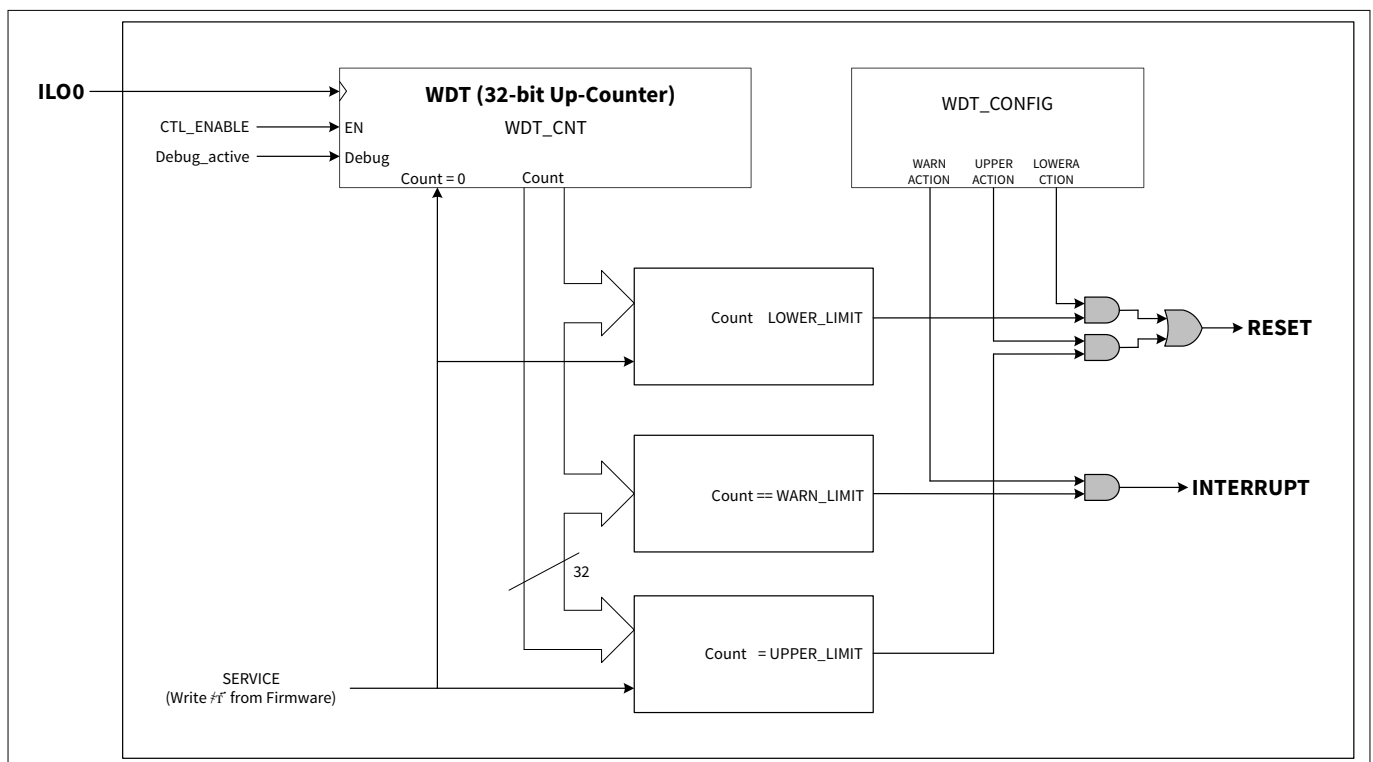 WDT (32-bit Up-Counter)
WDT_CNT
WDT_CONFIG
ILO0
CTL_ENABLE
EN
Debug_active
Debug
Count = 0
Count
WARN
ACTION
UPPER
ACTION
LOWERA
CTION
Count LOWER_LIMIT
RESET
Count == WARN_LIMIT
INTERRUPT
32
Count = UPPER_LIMIT
SERVICE
(Write from Firmware)